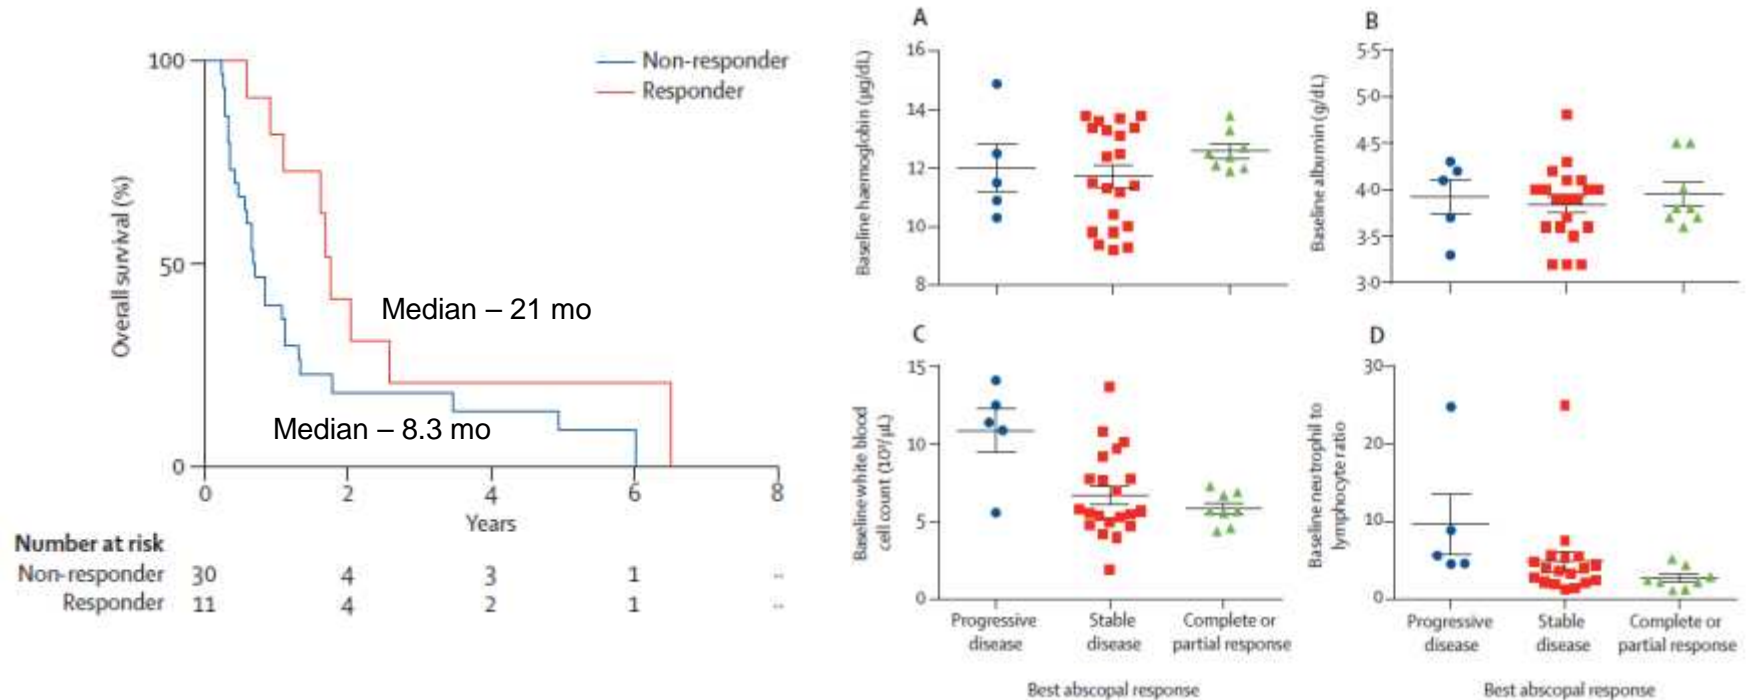 100
50
0
Overall survival (%)
Non-responder
Responder
Median – 21 mo
Median – 8.3 mo
0 2 4 6 8
Years
Number at risk
Non-responder 30 4 3 1 ..
Responder 11 4 2 1 ..
A
16
14
12
10
8
Baseline haemoglobin (µg/dL)
B
5·5
5·0
4·5
4·0
3·5
3·0
Baseline albumin (g/dL)
C
15
10
5
0
Baseline white blood
cell count (10³/µL)
Progressive
disease
Stable
disease
Complete or
partial response
Best abscopal response
D
30
20
10
0
Baseline neutrophil to
lymphocyte ratio
Progressive
disease
Stable
disease
Complete or
partial response
Best abscopal response